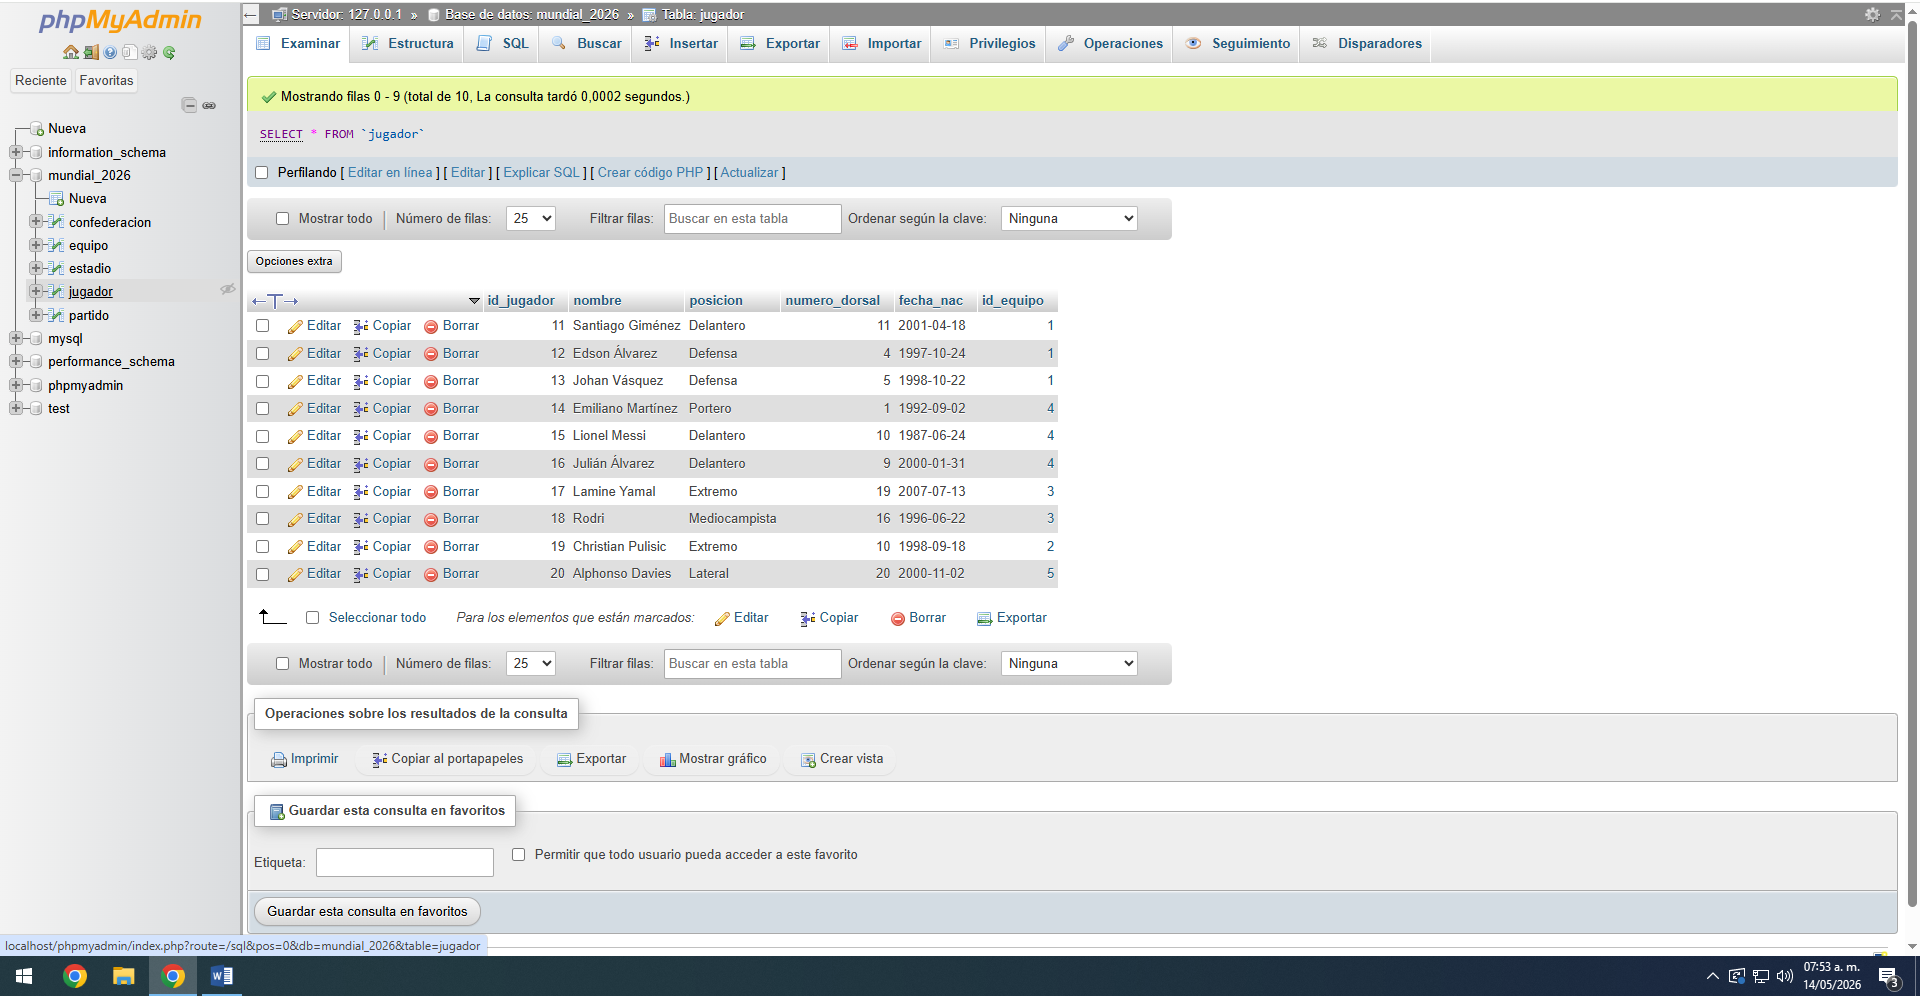 phpMyAdmin
Reciente Favoritas
Nueva
information_schema
mundial_2026
Nueva
confederacion
equipo
estadio
jugador
partido
mysql
performance_schema
phpmyadmin
test
Servidor: 127.0.0.1 » Base de datos: mundial_2026 » Tabla: jugador
Examinar Estructura SQL Buscar Insertar Exportar Importar Privilegios Operaciones Seguimiento Disparadores
Mostrando filas 0 - 9 (total de 10, La consulta tardó 0,0002 segundos.)
SELECT * FROM `jugador`
Perfilando [ Editar en línea ] [ Editar ] [ Explicar SQL ] [ Crear código PHP ] [ Actualizar ]
Mostrar todo | Número de filas: 25 Filtrar filas: Buscar en esta tabla Ordenar según la clave: Ninguna
Opciones extra
←T→ id_jugador nombre posicion numero_dorsal fecha_nac id_equipo
Editar Copiar Borrar 11 Santiago Giménez Delantero 11 2001-04-18 1
Editar Copiar Borrar 12 Edson Álvarez Defensa 4 1997-10-24 1
Editar Copiar Borrar 13 Johan Vásquez Defensa 5 1998-10-22 1
Editar Copiar Borrar 14 Emiliano Martínez Portero 1 1992-09-02 4
Editar Copiar Borrar 15 Lionel Messi Delantero 10 1987-06-24 4
Editar Copiar Borrar 16 Julián Álvarez Delantero 9 2000-01-31 4
Editar Copiar Borrar 17 Lamine Yamal Extremo 19 2007-07-13 3
Editar Copiar Borrar 18 Rodri Mediocampista 16 1996-06-22 3
Editar Copiar Borrar 19 Christian Pulisic Extremo 10 1998-09-18 2
Editar Copiar Borrar 20 Alphonso Davies Lateral 20 2000-11-02 5
Seleccionar todo Para los elementos que están marcados: Editar Copiar Borrar Exportar
Mostrar todo | Número de filas: 25 Filtrar filas: Buscar en esta tabla Ordenar según la clave: Ninguna
Operaciones sobre los resultados de la consulta
Imprimir Copiar al portapapeles Exportar Mostrar gráfico Crear vista
Guardar esta consulta en favoritos
Etiqueta: Permitir que todo usuario pueda acceder a este favorito
Guardar esta consulta en favoritos
localhost/phpmyadmin/index.php?route=/sql&pos=0&db=mundial_2026&table=jugador
07:53 a. m.
14/05/2026
3